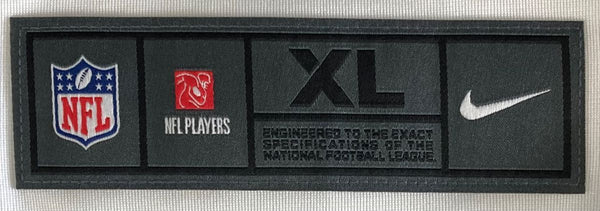 NFL
NFL PLAYERS
XL
ENGINEERED TO THE EXACT
SPECIFICATIONS OF THE
NATIONAL FOOTBALL LEAGUE.